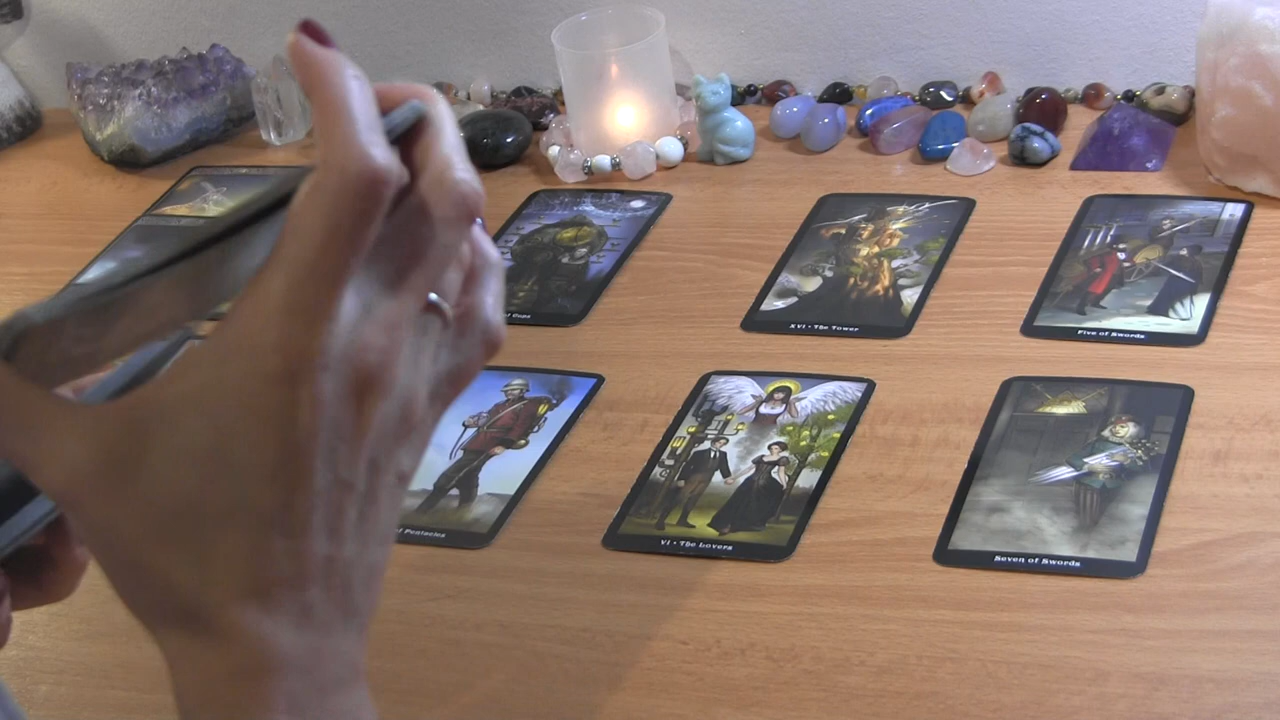 of Cups
XVI • The Tower
Five of Swords
of Pentacles
VI • The Lovers
Seven of Swords